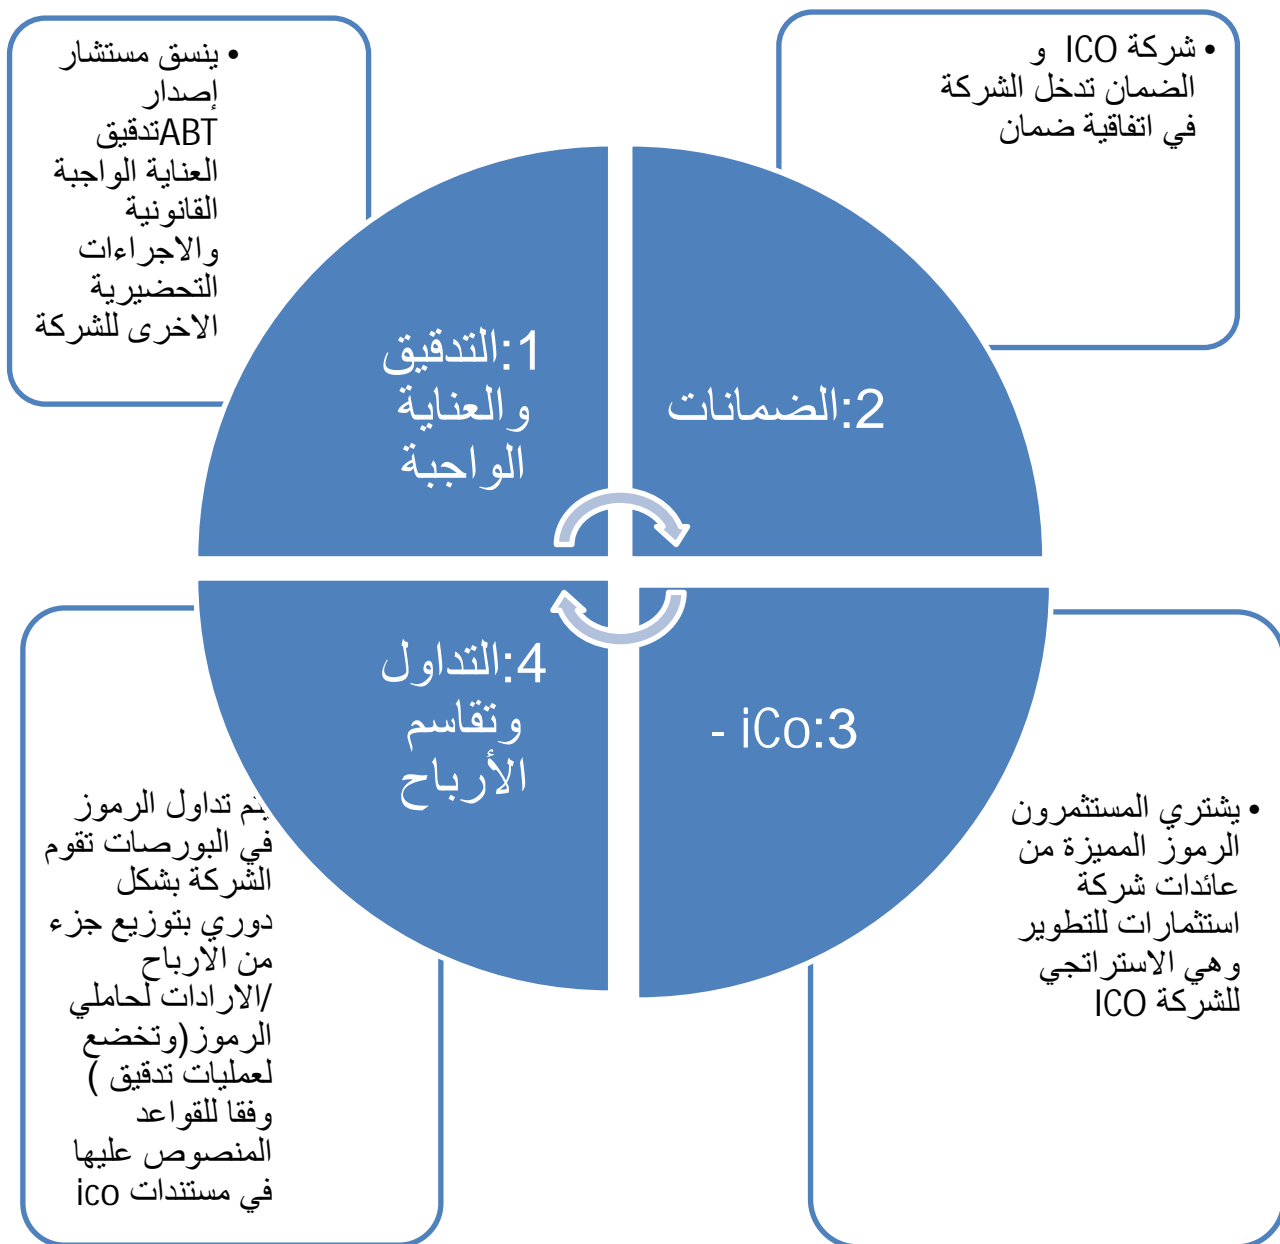 • ينسق مستشار
إصدار
ABTتدقيق
العناية الواجبة
القانونية
والاجراءات
التحضيرية
الاخرى للشركة
• شركة ICO و
الضمان تدخل الشركة
في اتفاقية ضمان
1:التدقيق
والعناية
الواجبة
2:الضمانات
3:iCo -
4:التداول
وتقاسم
الأرباح
• يشتري المستثمرون
الرموز المميزة من
عائدات شركة
استثمارات للتطوير
وهي الاستراتجي
للشركة ICO
يتم تداول الرموز
في البورصات تقوم
الشركة بشكل
دوري بتوزيع جزء
من الارباح
/الارادات لحاملي
الرموز(وتخضع
لعمليات تدقيق )
وفقا للقواعد
المنصوص عليها
في مستندات ico